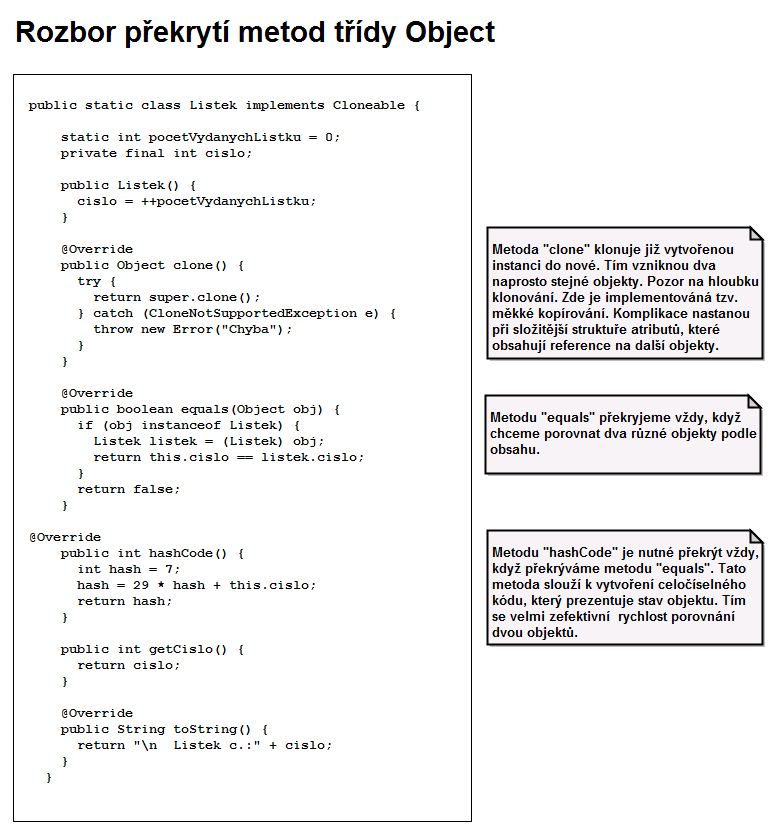 Rozbor překrytí metod třídy Object
public static class Listek implements Cloneable {
static int pocetVydanychListku = 0;
private final int cislo;
public Listek() {
cislo = ++pocetVydanychListku;
}
@Override
public Object clone() {
try {
return super.clone();
} catch (CloneNotSupportedException e) {
throw new Error("Chyba");
}
}
@Override
public boolean equals(Object obj) {
if (obj instanceof Listek) {
Listek listek = (Listek) obj;
return this.cislo == listek.cislo;
}
return false;
}
@Override
public int hashCode() {
int hash = 7;
hash = 29 * hash + this.cislo;
return hash;
}
public int getCislo() {
return cislo;
}
@Override
public String toString() {
return "\n  Listek c.:" + cislo;
}
}
Metoda "clone" klonuje již vytvořenou
instanci do nové. Tím vzniknou dva
naprosto stejné objekty. Pozor na hloubku
klonování. Zde je implementováná tzv.
měkké kopírování. Komplikace nastanou
při složitější struktuře atributů, které
obsahují reference na další objekty.
Metodu "equals" překryjeme vždy, když
chceme porovnat dva různé objekty podle
obsahu.
Metodu "hashCode" je nutné překrýt vždy,
když překrýváme metodu "equals". Tato
metoda slouží k vytvoření celočíselného
kódu, který prezentuje stav objektu. Tím
se velmi zefektivní  rychlost porovnání
dvou objektů.